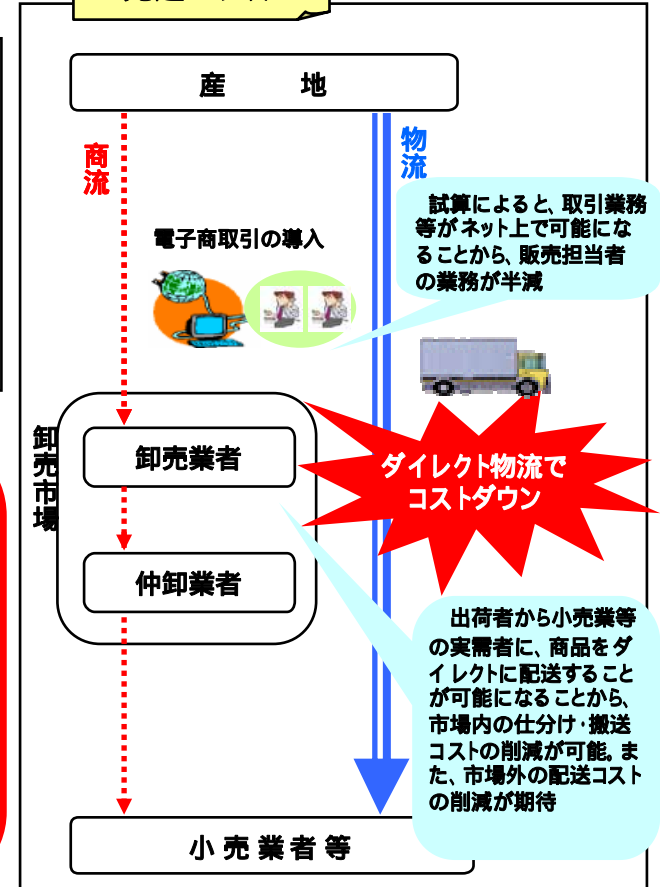 産　地
商流
物流
試算によると、取引業務
等がネット上で可能にな
ることから、販売担当者
の業務が半減
電子商取引の導入
卸売市場
卸売業者
ダイレクト物流で
コストダウン
仲卸業者
出荷者から小売業等
の実需者に、商品をダ
イレクトに配送すること
が可能になることから、
市場内の仕分け・搬送
コストの削減が可能。ま
た、市場外の配送コスト
の削減が期待
小売業者等